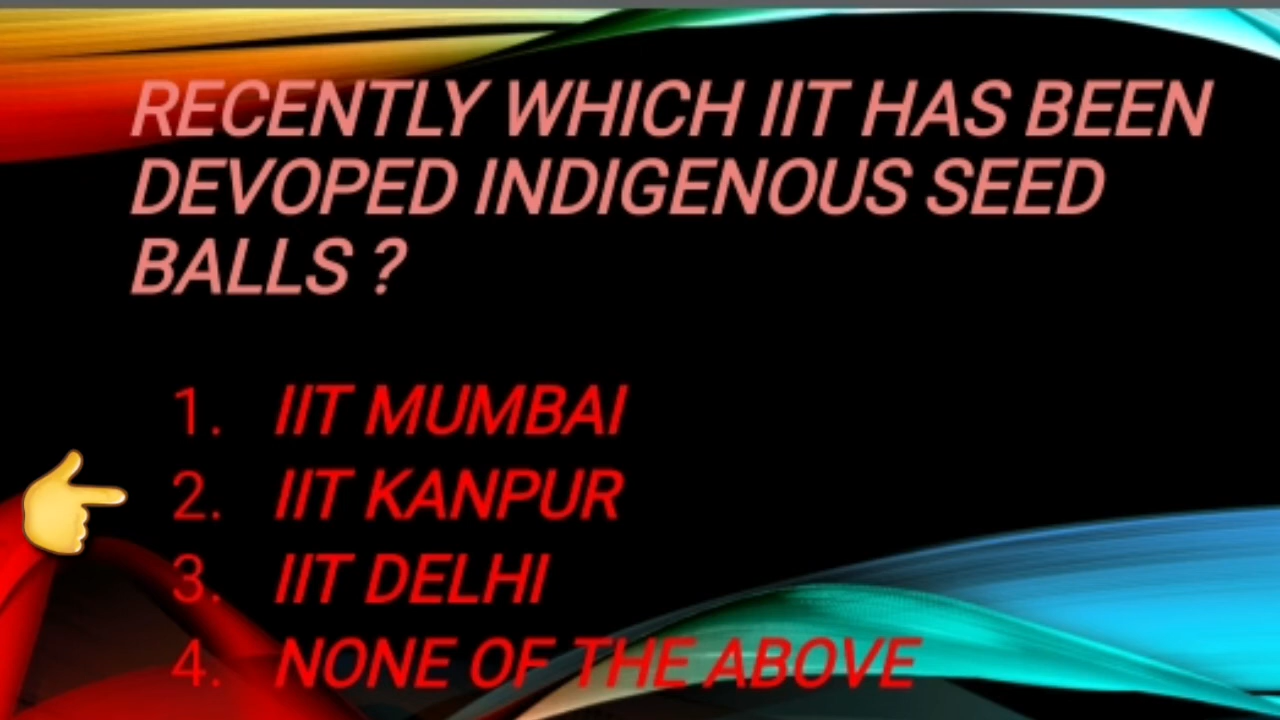 RECENTLY WHICH IIT HAS BEEN
DEVOPED INDIGENOUS SEED
BALLS ?
1. IIT MUMBAI
2. IIT KANPUR
3. IIT DELHI
4. NONE OF THE ABOVE